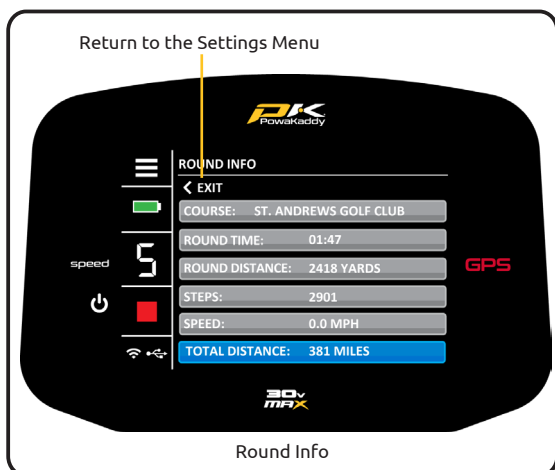 Return to the Settings Menu
PK
PowaKaddy
ROUND INFO
< EXIT
COURSE: ST. ANDREWS GOLF CLUB
ROUND TIME: 01:47
speed 5 ROUND DISTANCE: 2418 YARDS GPS
STEPS: 2901
SPEED: 0.0 MPH
TOTAL DISTANCE: 381 MILES
30v
MAX
Round Info